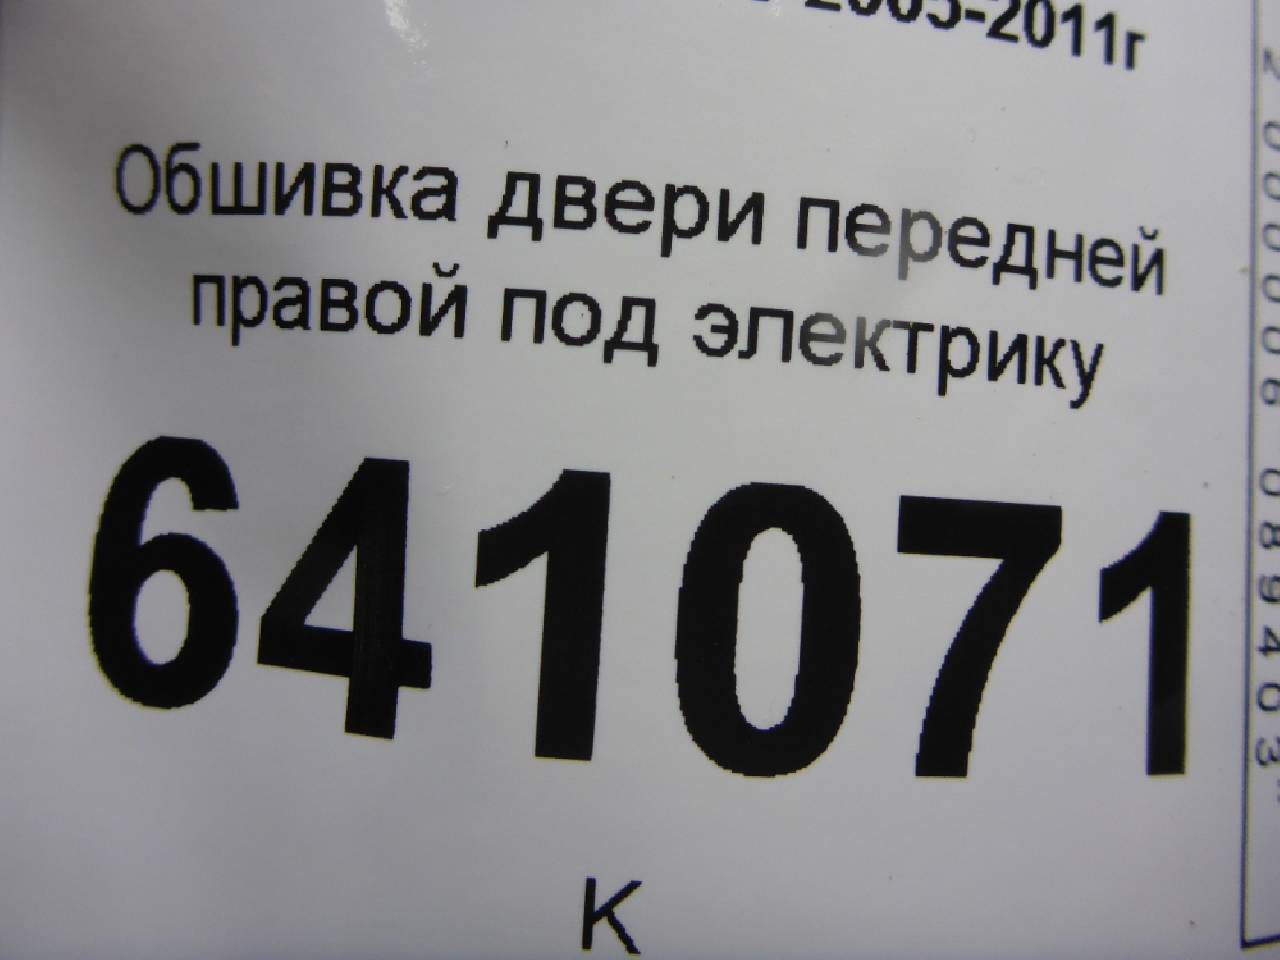 2005-2011г
Обшивка двери передней
правой под электрику
641071
К